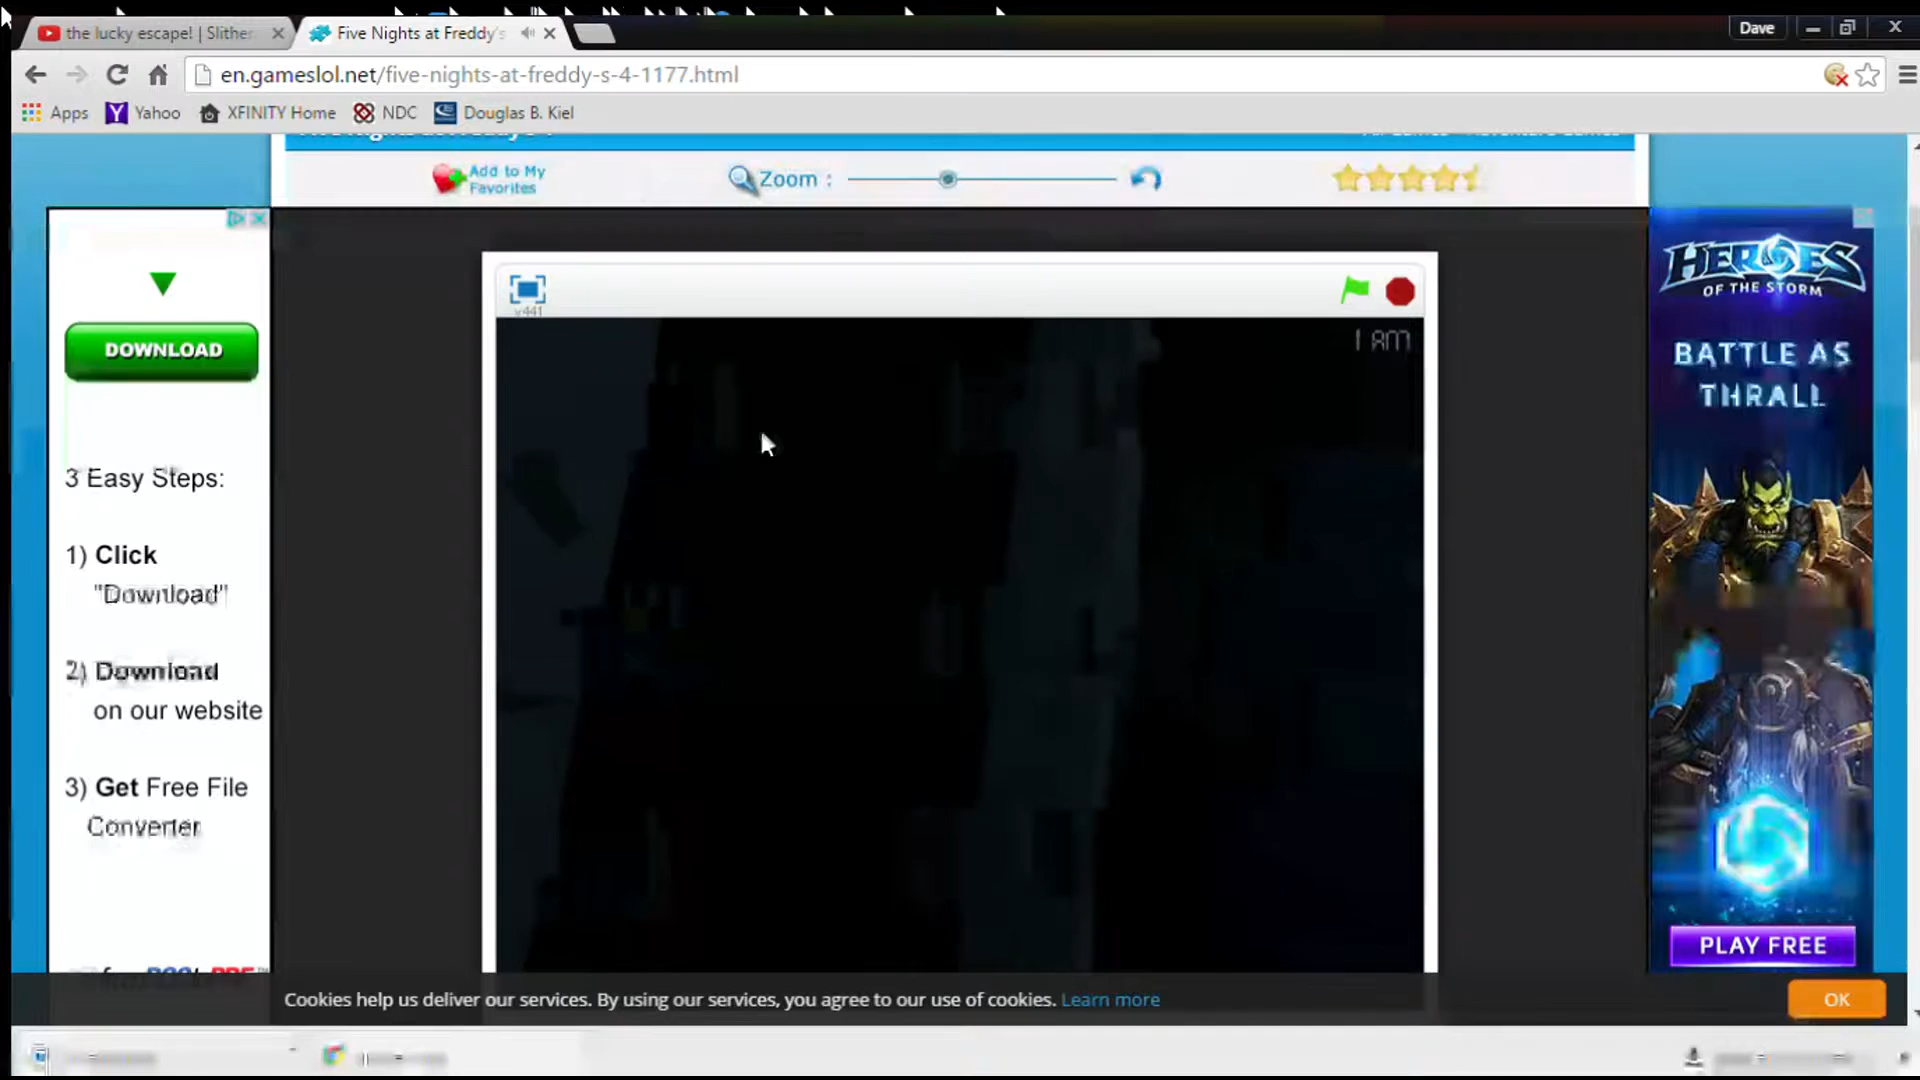 the lucky escape! | Slither
Five Nights at Freddy's
Dave
en.gameslol.net/five-nights-at-freddy-s-4-1177.html
Apps
Yahoo
XFINITY Home
NDC
Douglas B. Kiel
Add to My
Favorites
Zoom :
v441
1 AM
DOWNLOAD
3 Easy Steps:
1) Click
"Download"
2) Download
on our website
3) Get Free File
Converter
HEROES
OF THE STORM
BATTLE AS
THRALL
PLAY FREE
Cookies help us deliver our services. By using our services, you agree to our use of cookies. Learn more
OK